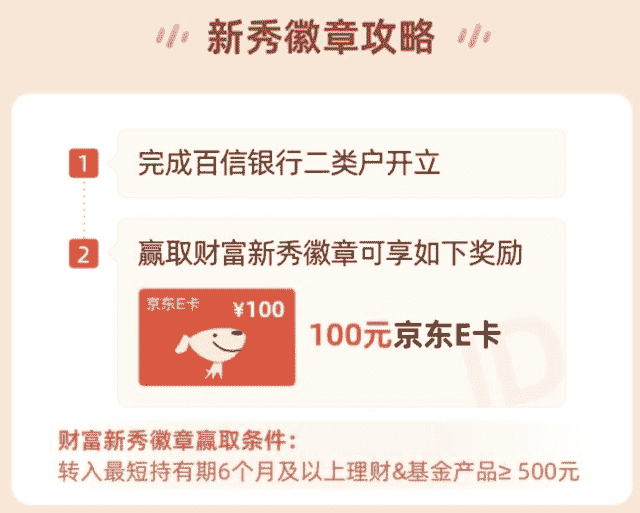 新秀徽章攻略
1
完成百信银行二类户开立
2
赢取财富新秀徽章可享如下奖励
京东E卡
¥100
100元京东E卡
JD
财富新秀徽章赢取条件：
转入最短持有期6个月及以上理财&基金产品≥ 500元